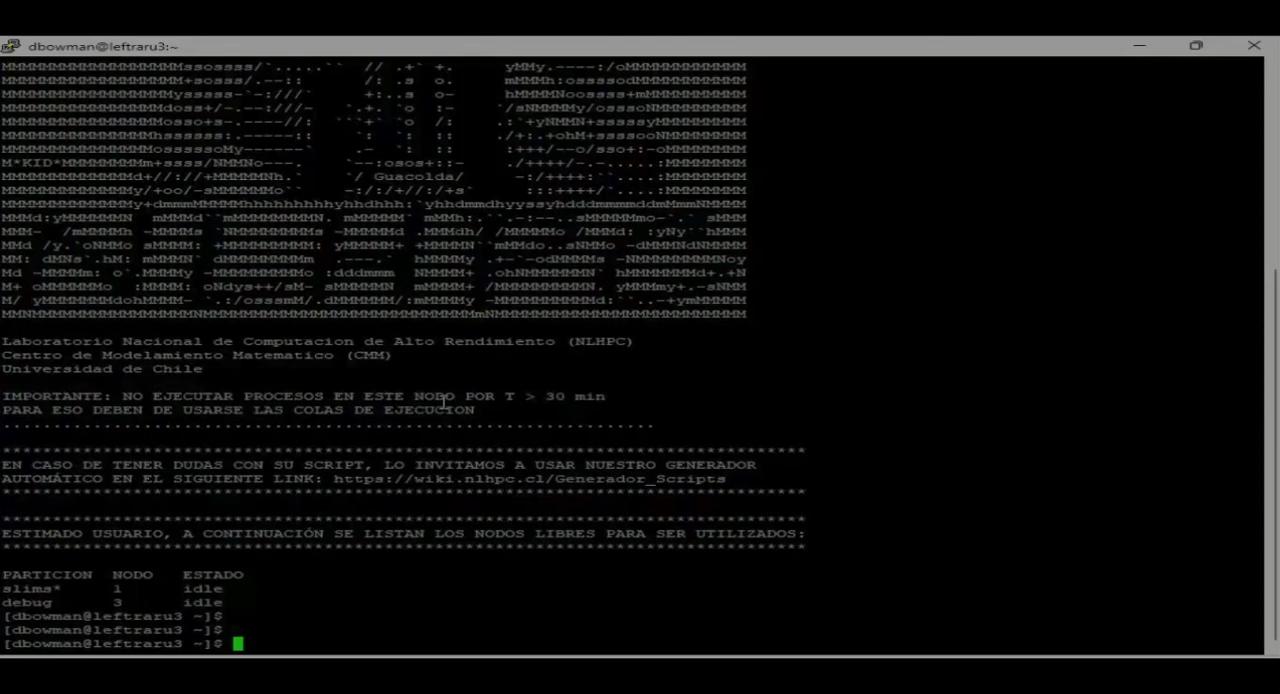 dbowman@leftraru3:~
M*KID*
/ Guacolda/
Laboratorio Nacional de Computacion de Alto Rendimiento (NLHPC)
Centro de Modelamiento Matematico (CMM)
Universidad de Chile
IMPORTANTE: NO EJECUTAR PROCESOS EN ESTE NODO POR T > 30 min
PARA ESO DEBEN DE USARSE LAS COLAS DE EJECUCION
EN CASO DE TENER DUDAS CON SU SCRIPT, LO INVITAMOS A USAR NUESTRO GENERADOR
AUTOMÁTICO EN EL SIGUIENTE LINK: https://wiki.nlhpc.cl/Generador_Scripts
ESTIMADO USUARIO, A CONTINUACIÓN SE LISTAN LOS NODOS LIBRES PARA SER UTILIZADOS:
PARTICION NODO ESTADO
slims* 1 idle
debug 3 idle
[dbowman@leftraru3 ~]$
[dbowman@leftraru3 ~]$
[dbowman@leftraru3 ~]$